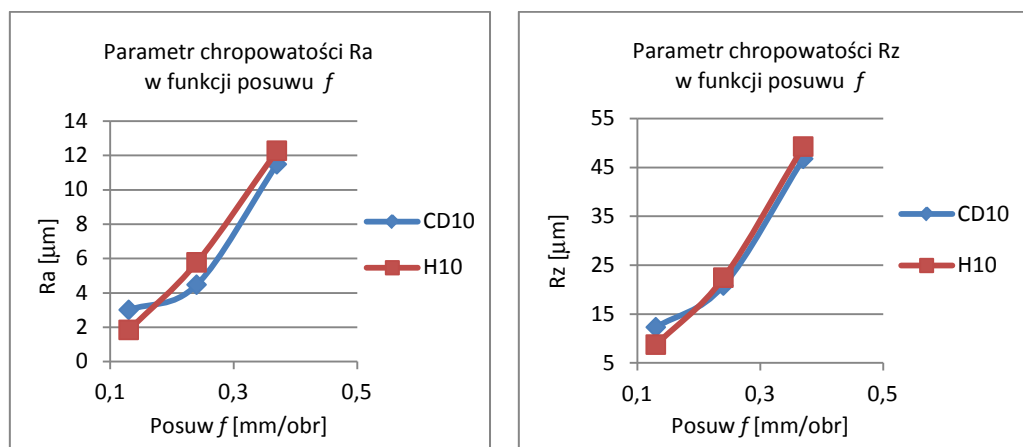 Parametr chropowatości Ra
w funkcji posuwu f
14
12
10
8
6
4
2
0
Ra [µm]
0,1
0,3
0,5
Posuw f [mm/obr]
CD10
H10
Parametr chropowatości Rz
w funkcji posuwu f
55
45
35
25
15
5
Rz [µm]
0,1
0,3
0,5
Posuw f [mm/obr]
CD10
H10